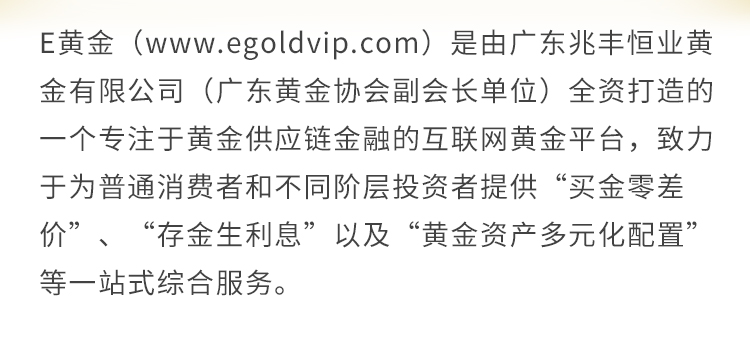 E黄金（www.egoldvip.com）是由广东兆丰恒业黄
金有限公司（广东黄金协会副会长单位）全资打造的
一个专注于黄金供应链金融的互联网黄金平台，致力
于为普通消费者和不同阶层投资者提供“买金零差
价”、“存金生利息”以及“黄金资产多元化配置”
等一站式综合服务。